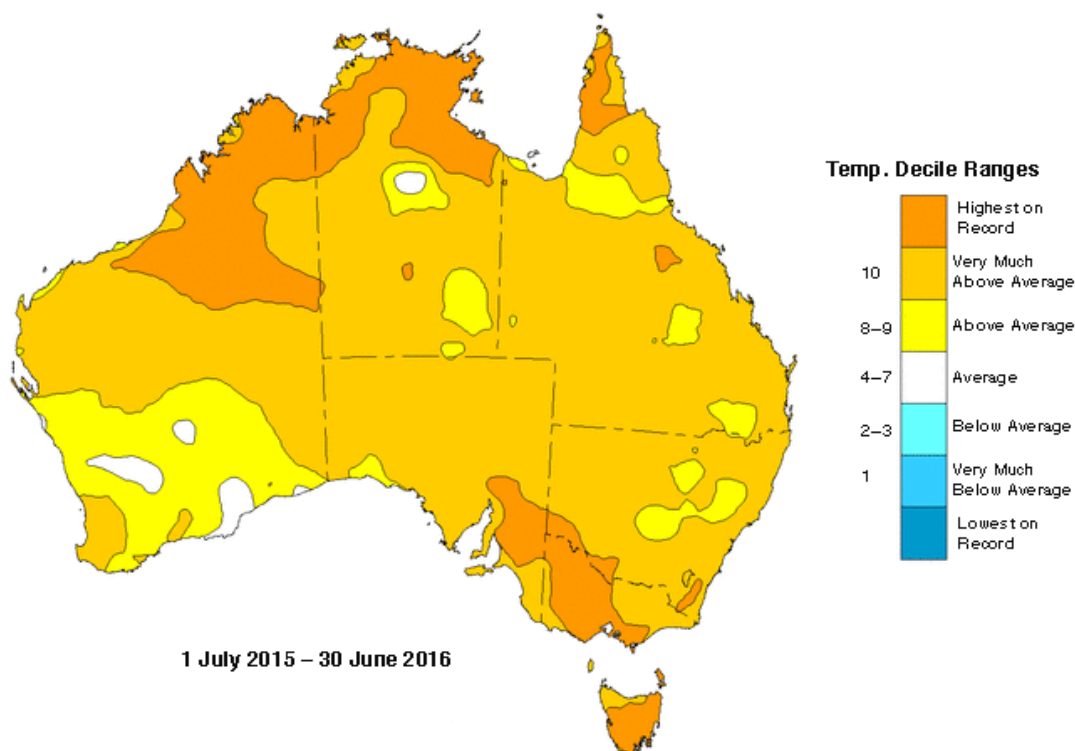 Temp. Decile Ranges
Highest on
Record
10
Very Much
Above Average
8–9
Above Average
4–7
Average
2–3
Below Average
1
Very Much
Below Average
Lowest on
Record
1 July 2015 – 30 June 2016